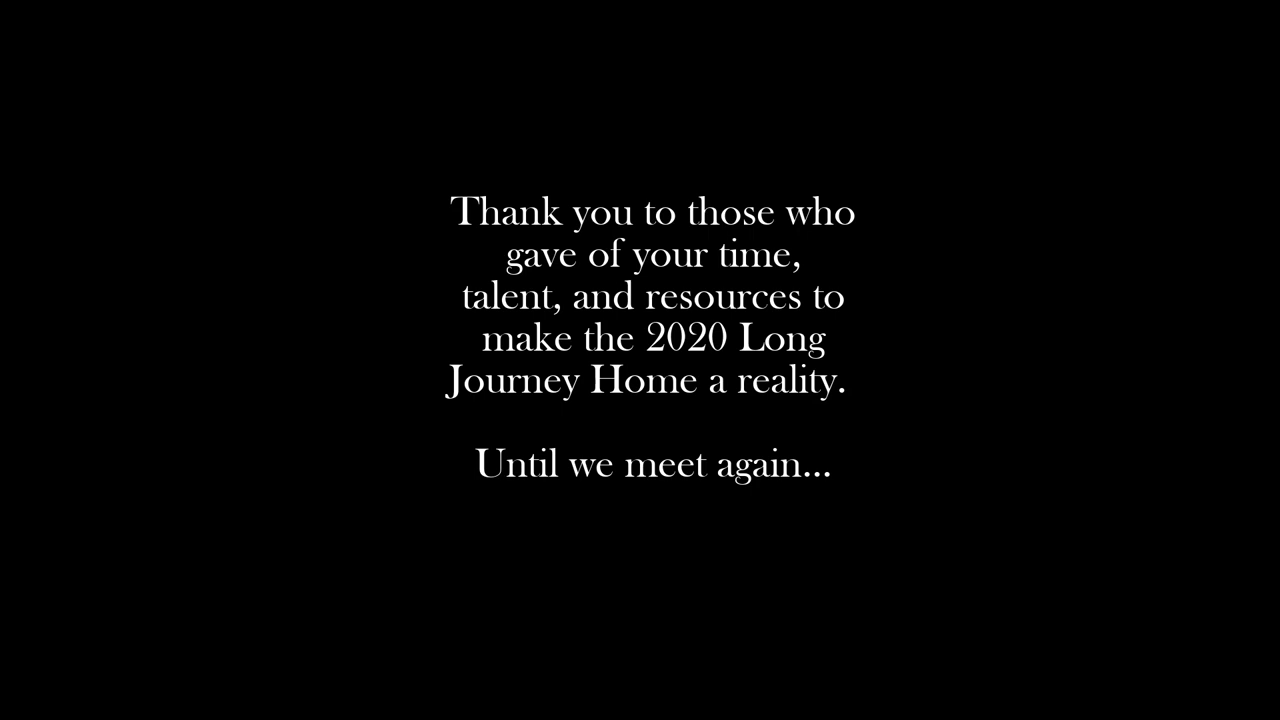 Thank you to those who
gave of your time,
talent, and resources to
make the 2020 Long
Journey Home a reality.
Until we meet again...